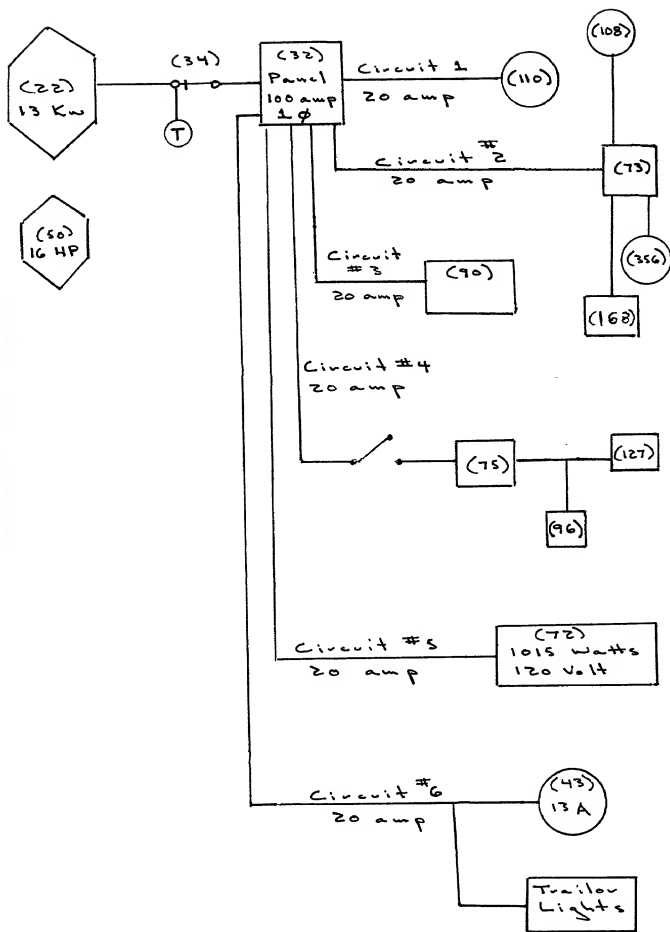 (22)
13 Kw
(34)
T
(32)
Panel
100 amp
1 ϕ
Circuit 1
20 amp
(110)
(108)
Circuit #2
20 amp
(73)
(356)
(168)
(50)
16 HP
Circuit
#3
20 amp
(90)
Circuit #4
20 amp
(75)
(127)
(96)
Circuit #5
20 amp
(72)
1015 watts
120 Volt
Circuit #6
20 amp
(43)
13 A
Trailor
Lights